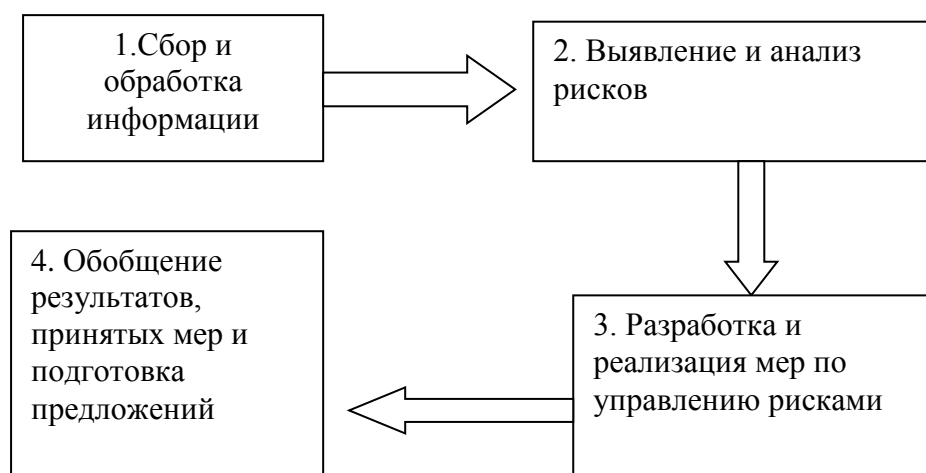 1.Сбор и
обработка
информации
2. Выявление и анализ
рисков
3. Разработка и
реализация мер по
управлению рисками
4. Обобщение
результатов,
принятых мер и
подготовка
предложений